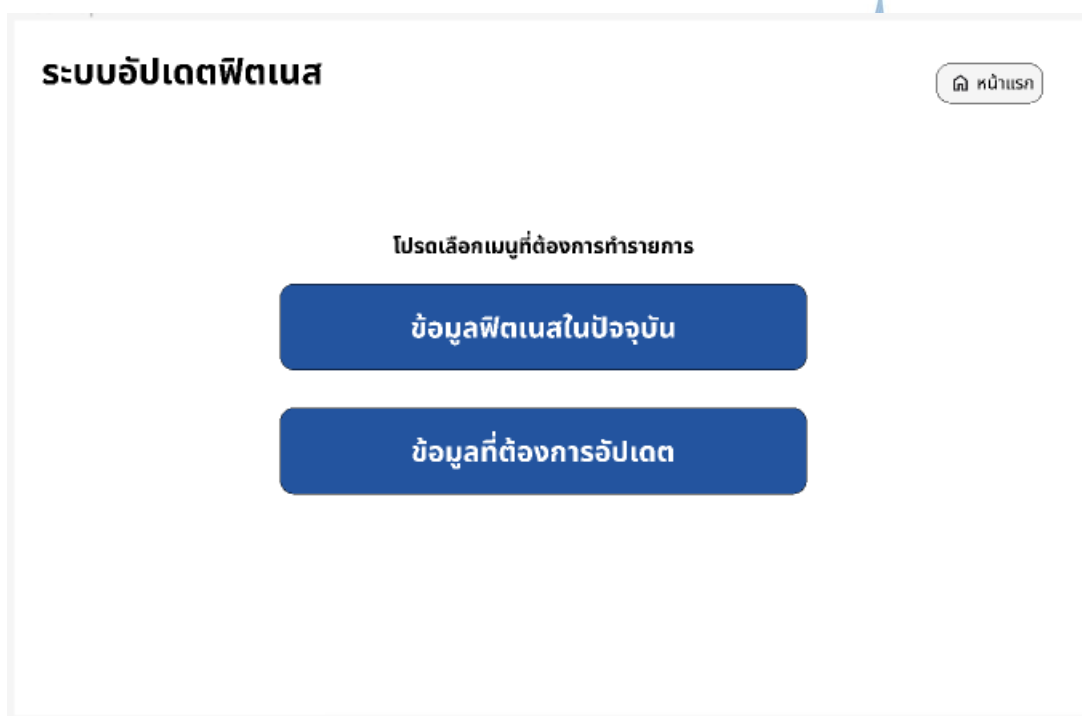 ระบบอัปเดตฟิตเนส
หน้าแรก
โปรดเลือกเมนูที่ต้องการทำรายการ
ข้อมูลฟิตเนสในปัจจุบัน
ข้อมูลที่ต้องการอัปเดต